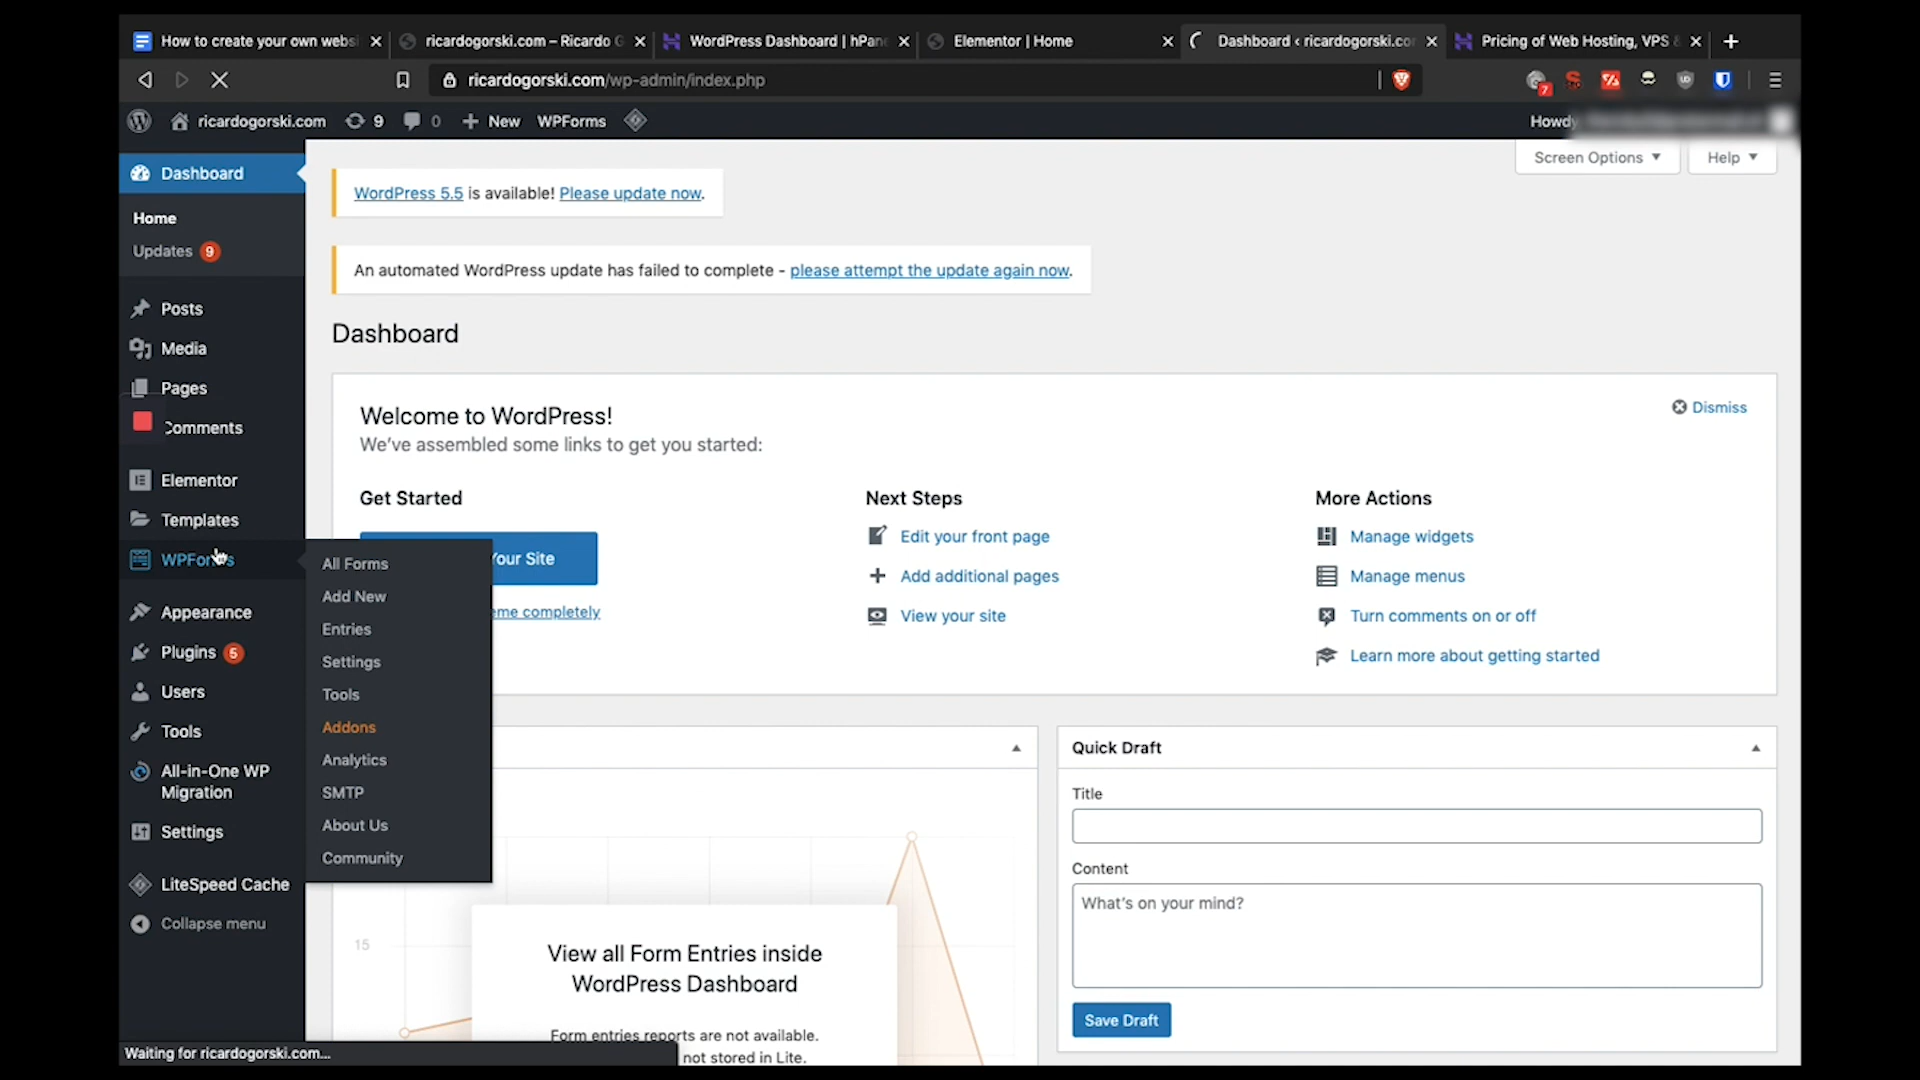 How to create your own webs
ricardogorski.com – Ricardo G
WordPress Dashboard | hPan
Elementor | Home
Dashboard ‹ ricardogorski.co
Pricing of Web Hosting, VPS &
ricardogorski.com/wp-admin/index.php
7
ricardogorski.com
9
0
New
WPForms
Howdy
Screen Options
Help
Dashboard
Home
Updates 9
Posts
Media
Pages
Comments
Elementor
Templates
WPForms
Appearance
Plugins 5
Users
Tools
All-in-One WP
Migration
Settings
LiteSpeed Cache
Collapse menu
All Forms
Add New
Entries
Settings
Tools
Addons
Analytics
SMTP
About Us
Community
WordPress 5.5 is available! Please update now.
An automated WordPress update has failed to complete - please attempt the update again now.
Dashboard
Welcome to WordPress!
We've assembled some links to get you started:
Dismiss
Get Started
Your Site
eme completely
Next Steps
Edit your front page
Add additional pages
View your site
More Actions
Manage widgets
Manage menus
Turn comments on or off
Learn more about getting started
15
View all Form Entries inside
WordPress Dashboard
Form entries reports are not available.
not stored in Lite.
Quick Draft
Title
Content
What's on your mind?
Save Draft
Waiting for ricardogorski.com...